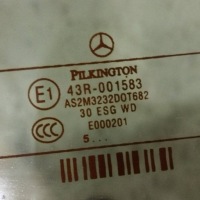 PILKINGTON
E1 43R-001583
AS2M3232DOT682
30 ESG WD
E000201
CCC
5...